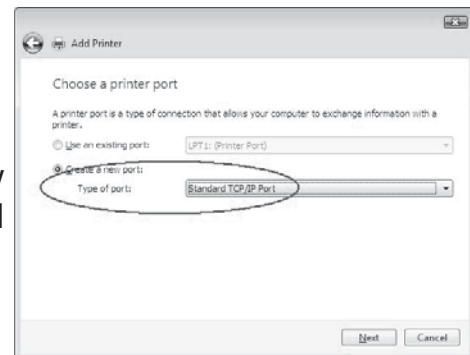 Add Printer
Choose a printer port
A printer port is a type of connection that allows your computer to exchange information with a
printer.
Use an existing port: LPT1: (Printer Port)
Create a new port:
Type of port: Standard TCP/IP Port
Next Cancel